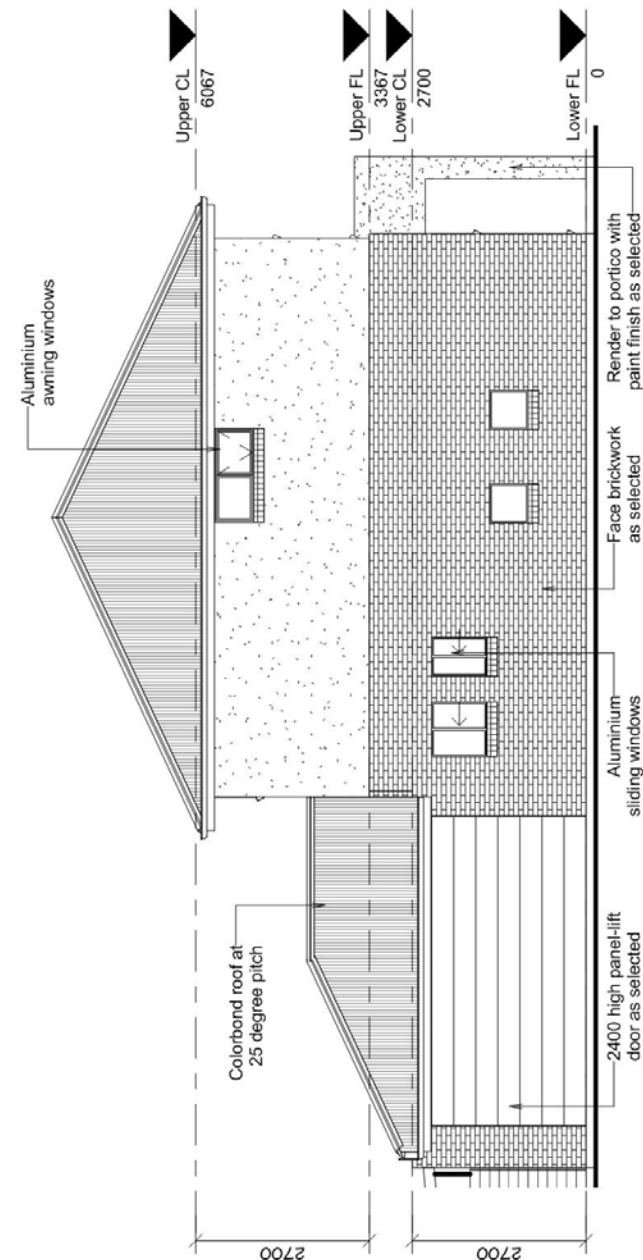 Aluminium
awning windows
Upper CL
6067
Upper FL
3367
Lower CL
2700
Lower FL
0
Colorbond roof at
25 degree pitch
2700
2700
2400 high panel-lift
door as selected
Aluminium
sliding windows
Face brickwork
as selected
Render to portico with
paint finish as selected